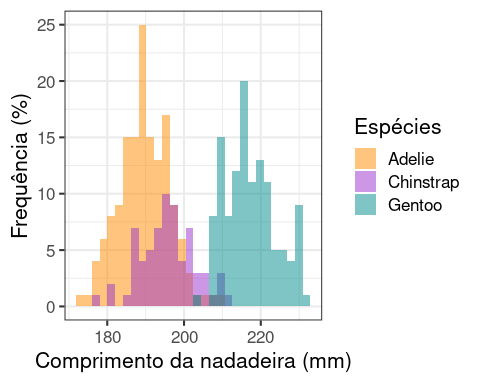 25
20
15
10
5
0
Frequência (%)
180
200
220
Comprimento da nadadeira (mm)
Espécies
Adelie
Chinstrap
Gentoo